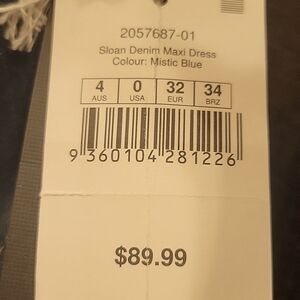 2057687-01
Sloan Denim Maxi Dress
Colour: Mistic Blue
4 0 32 34
AUS USA EUR BRZ
9 360104 281226
$89.99